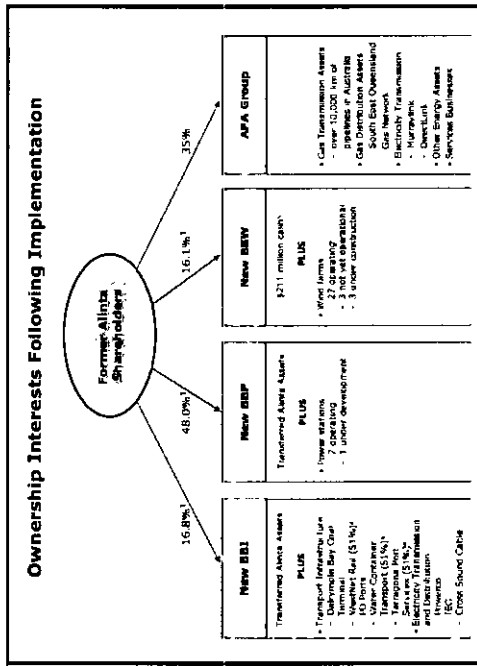 Ownership Interests Following Implementation
Former Alinta
Shareholders
16.8%¹
48.0%¹
16.1%¹
35%
New BBI
Transferred Alinta Assets
PLUS
• Transport Infrastructure
- Dalrymple Bay Coal
Terminal
- WestNet Rail (51%)
- PD Ports
- Water Container
Transport (51%)
- Tarragona Port
Services (51%)
• Electricity Transmission
and Distribution
- Powerco
- IEG
- Cross Sound Cable
New BBP
Transferred Alinta Assets
PLUS
• Power stations
- 7 operating
- 1 under development
New BBW
$211 million cash
PLUS
• Wind farms
- 27 operating
- 3 not yet operational
- 3 under construction
APA Group
• Gas Transmission Assets
- over 10,000 km of
pipelines in Australia
• Gas Distribution Assets
South East Queensland
Gas Network
• Electricity Transmission
- Murraylink
- DirectLink
• Other Energy Assets
• Services Businesses